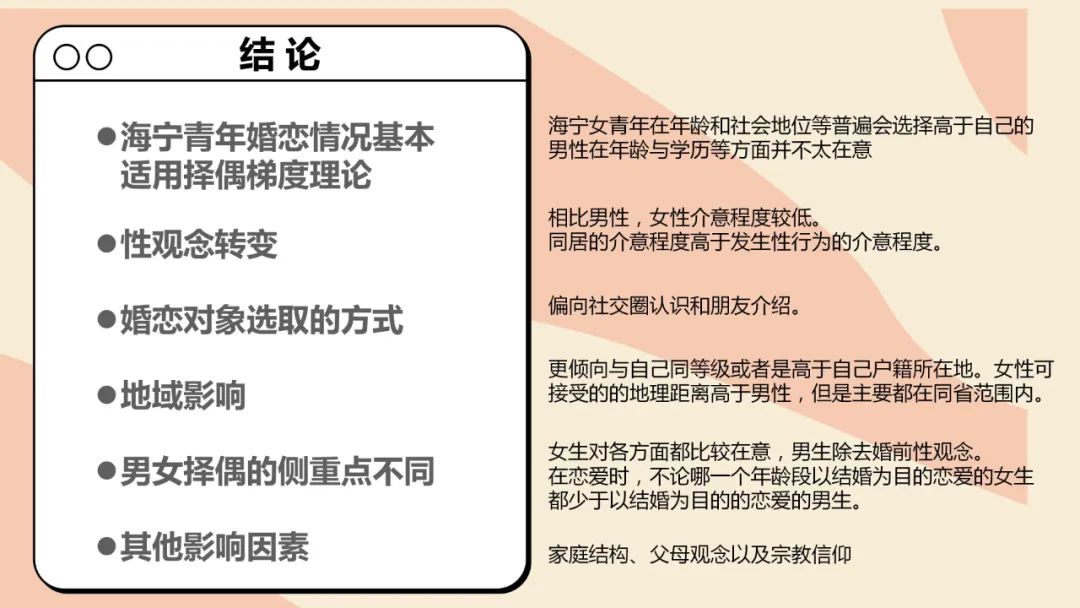 结论
●海宁青年婚恋情况基本
适用择偶梯度理论
海宁女青年在年龄和社会地位等普遍会选择高于自己的
男性在年龄与学历等方面并不太在意
●性观念转变
相比男性，女性介意程度较低。
同居的介意程度高于发生性行为的介意程度。
●婚恋对象选取的方式
偏向社交圈认识和朋友介绍。
●地域影响
更倾向与自己同等级或者是高于自己户籍所在地。女性可
接受的的地理距离高于男性，但是主要都在同省范围内。
●男女择偶的侧重点不同
女生对各方面都比较在意，男生除去婚前性观念。
在恋爱时，不论哪一个年龄段以结婚为目的恋爱的女生
都少于以结婚为目的的恋爱的男生。
●其他影响因素
家庭结构、父母观念以及宗教信仰